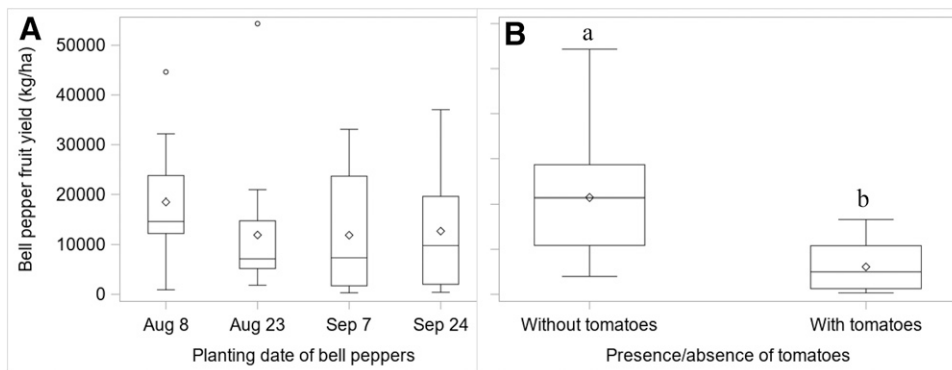 A
Bell pepper fruit yield (kg/ha)
50000
40000
30000
20000
10000
0
Aug 8 Aug 23 Sep 7 Sep 24
Planting date of bell peppers
B
a
b
Without tomatoes With tomatoes
Presence/absence of tomatoes